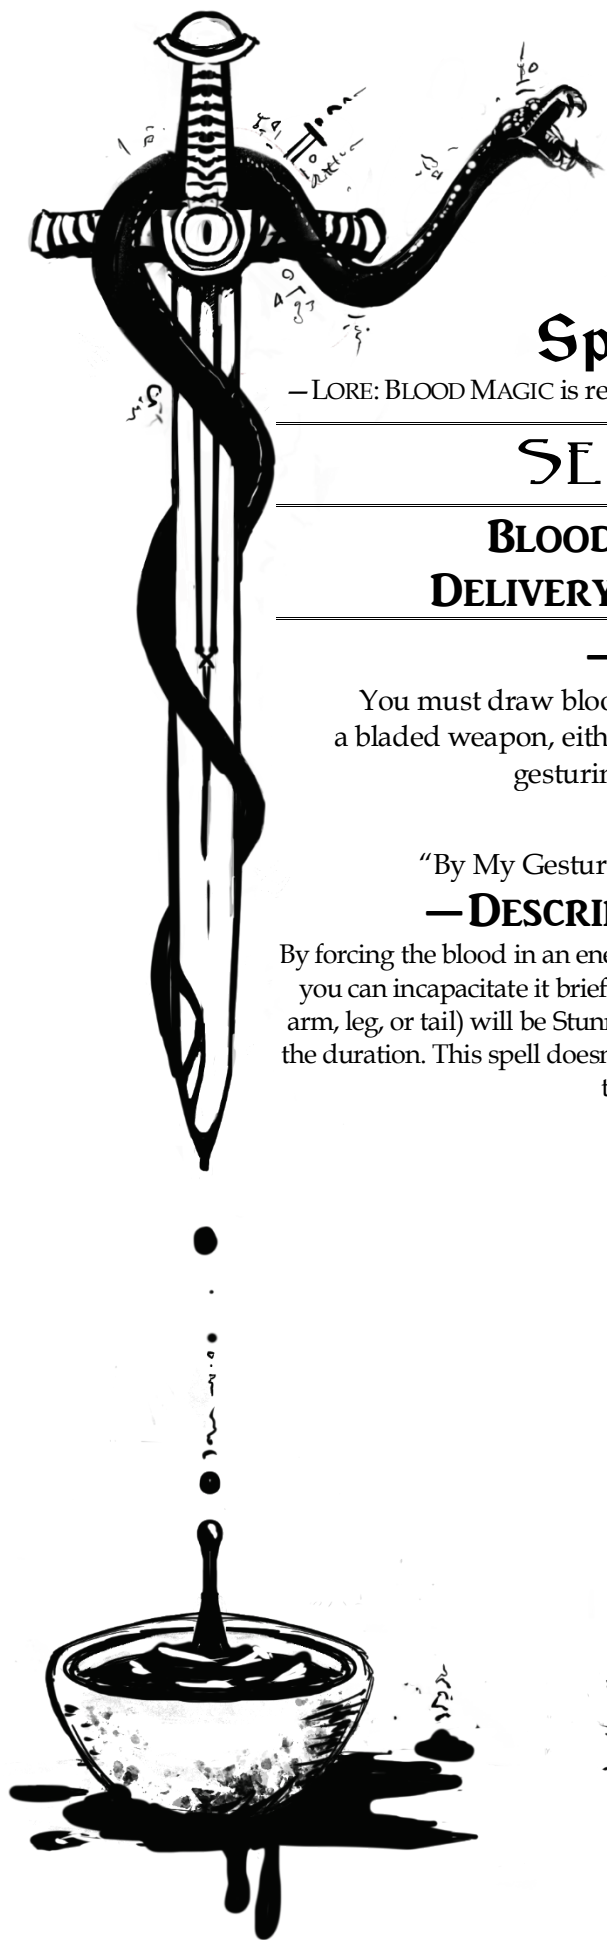 Sp
—LORE: BLOOD MAGIC is re
SE
BLOOD
DELIVERY
—
You must draw bloo
a bladed weapon, eith
gesturin
“By My Gestur
—DESCRI
By forcing the blood in an ene
you can incapacitate it brief
arm, leg, or tail) will be Stunn
the duration. This spell doesn
t